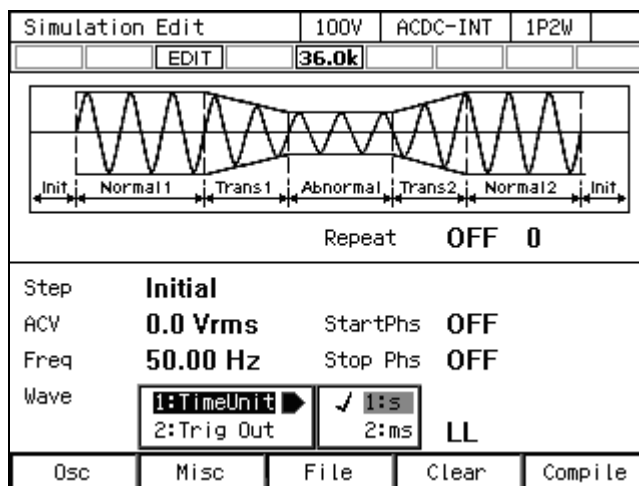 Simulation Edit 100V ACDC-INT 1P2W
EDIT 36.0k
Init Normal1 Trans1 Abnormal Trans2 Normal2 Init
Repeat OFF 0
Step Initial
ACV 0.0 Vrms StartPhs OFF
Freq 50.00 Hz Stop Phs OFF
Wave 1:TimeUnit 1:s
2:Trig Out 2:ms LL
Osc Misc File Clear Compile